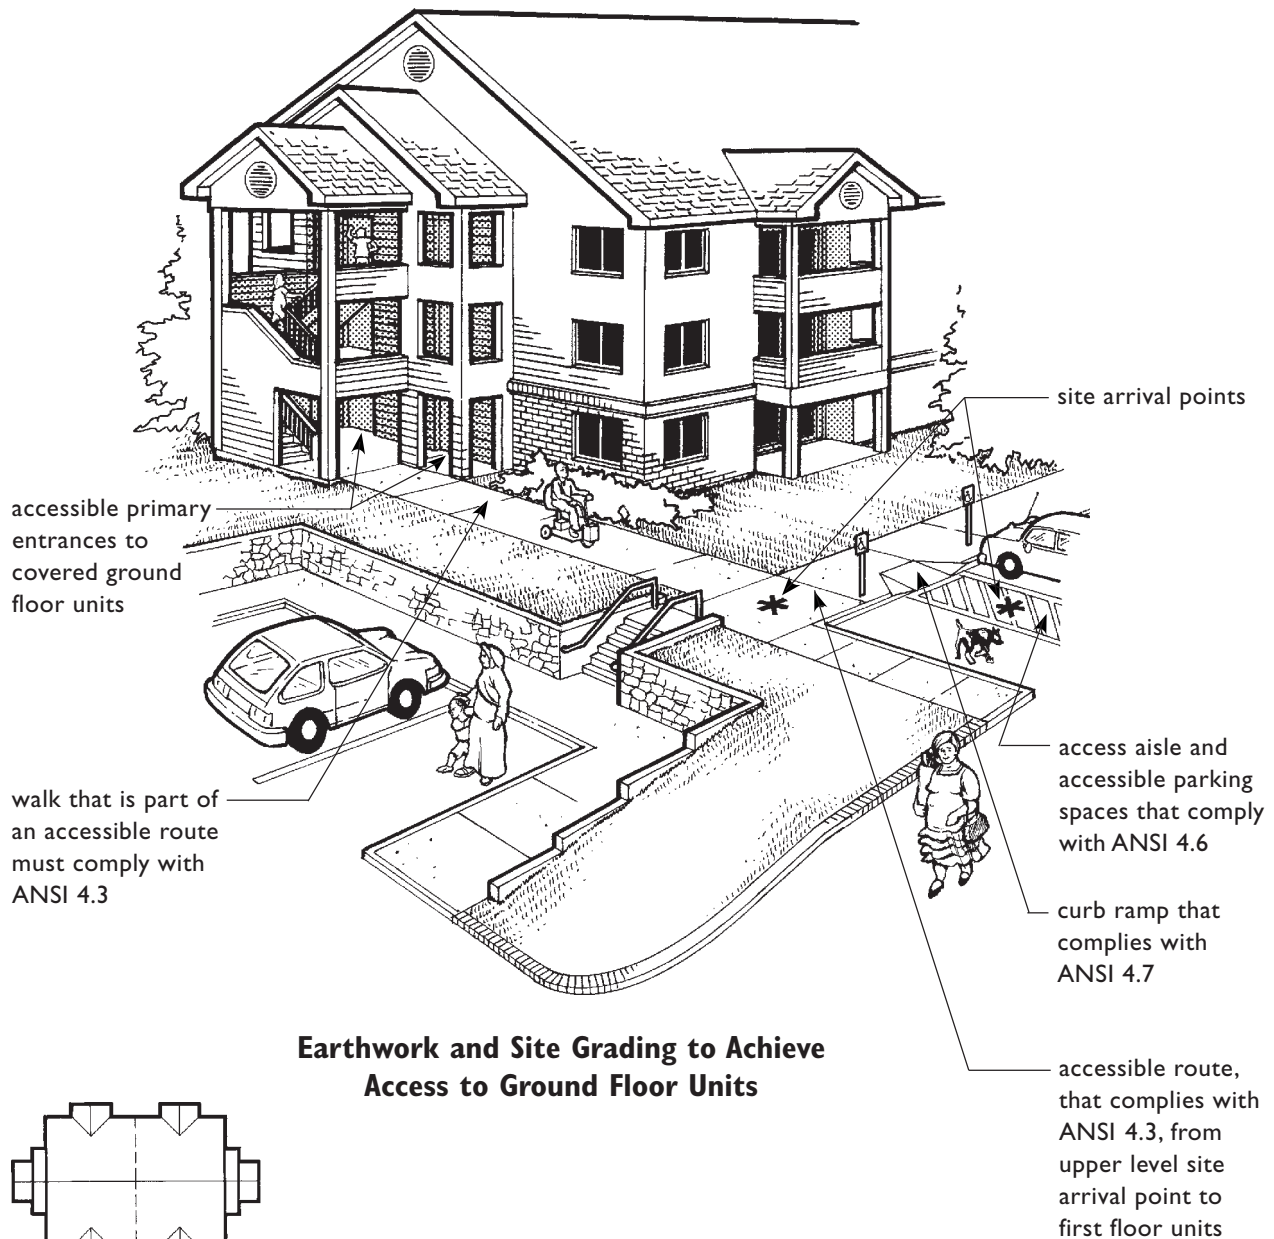 site arrival points
accessible primary
entrances to
covered ground
floor units
walk that is part of
an accessible route
must comply with
ANSI 4.3
access aisle and
accessible parking
spaces that comply
with ANSI 4.6
curb ramp that
complies with
ANSI 4.7
accessible route,
that complies with
ANSI 4.3, from
upper level site
arrival point to
first floor units
Earthwork and Site Grading to Achieve
Access to Ground Floor Units